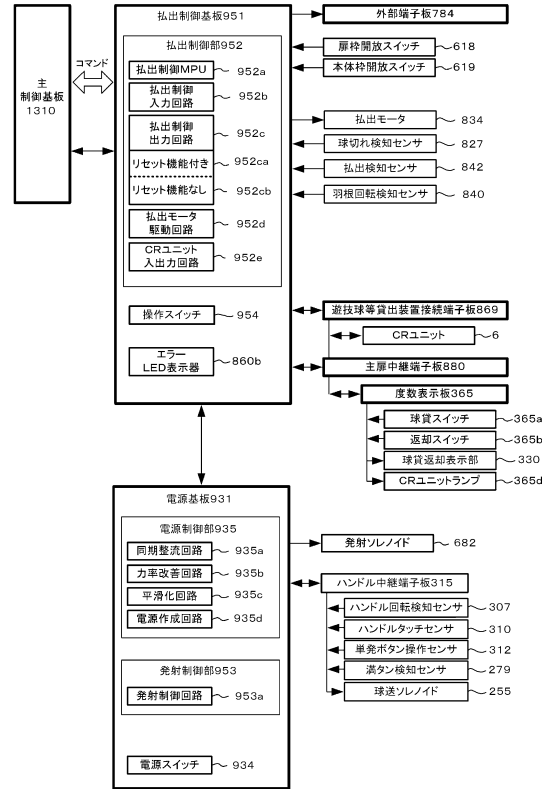 主
制御基板
1310
コマンド
払出制御基板951
払出制御部952
払出制御MPU 952a
払出制御
入力回路 952b
払出制御
出力回路 952c
リセット機能付き 952ca
リセット機能なし 952cb
払出モータ
駆動回路 952d
CRユニット
入出力回路 952e
操作スイッチ 954
エラー
LED表示器 860b
外部端子板784
扉枠開放スイッチ 618
本体枠開放スイッチ 619
払出モータ 834
球切れ検知センサ 827
払出検知センサ 842
羽根回転検知センサ 840
遊技球等貸出装置接続端子板869
CRユニット 6
主扉中継端子板880
度数表示板365
球貸スイッチ 365a
返却スイッチ 365b
球貸返却表示部 330
CRユニットランプ 365d
電源基板931
電源制御部935
同期整流回路 935a
力率改善回路 935b
平滑化回路 935c
電源作成回路 935d
発射制御部953
発射制御回路 953a
電源スイッチ 934
発射ソレノイド 682
ハンドル中継端子板315
ハンドル回転検知センサ 307
ハンドルタッチセンサ 310
単発ボタン操作センサ 312
満タン検知センサ 279
球送ソレノイド 255